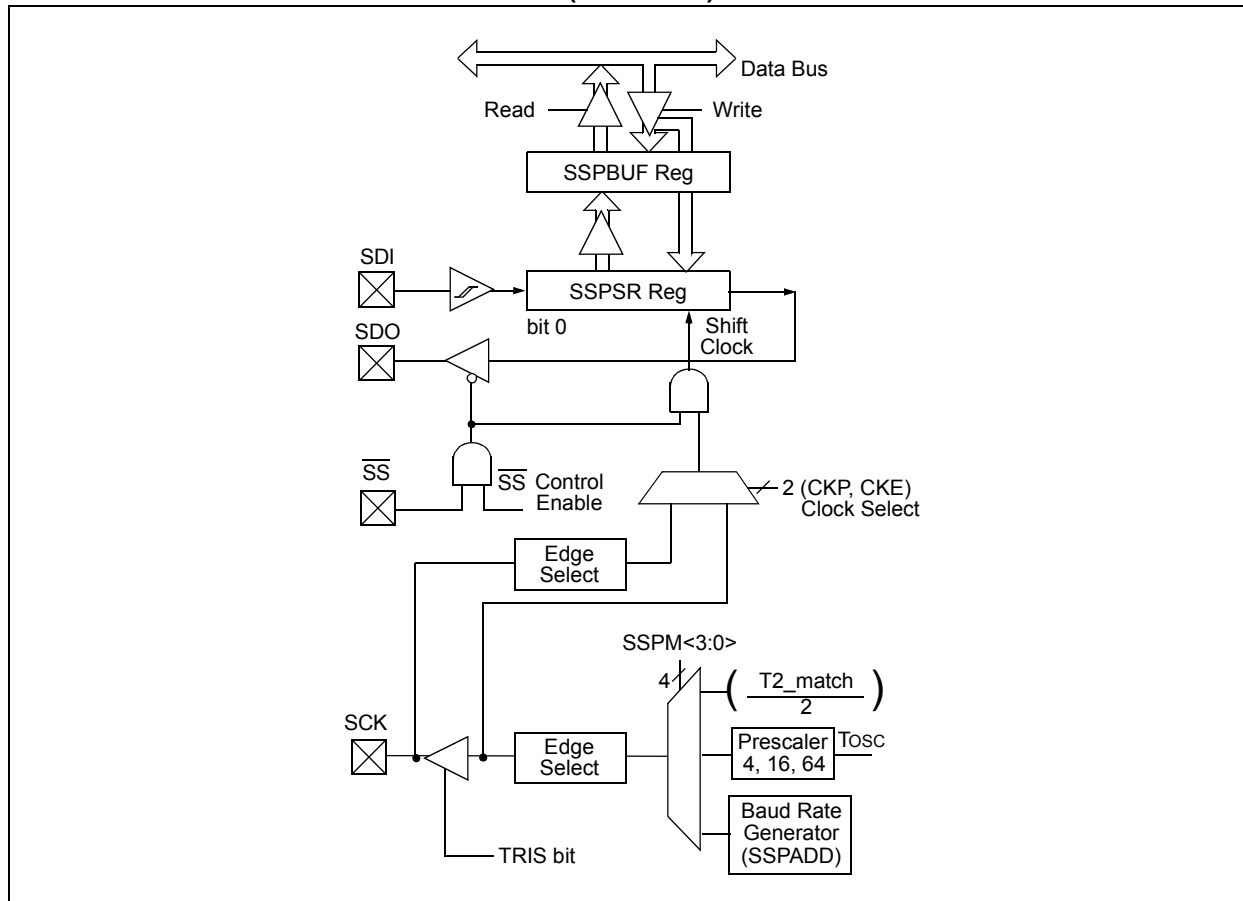 Data Bus
Read
Write
SSPBUF Reg
SDI
SSPSR Reg
bit 0
Shift
Clock
SDO
SS
SS Control
Enable
2 (CKP, CKE)
Clock Select
Edge
Select
SSPM<3:0>
4
( T2_match )
2
SCK
Edge
Select
Prescaler
4, 16, 64
TOSC
Baud Rate
Generator
(SSPADD)
TRIS bit